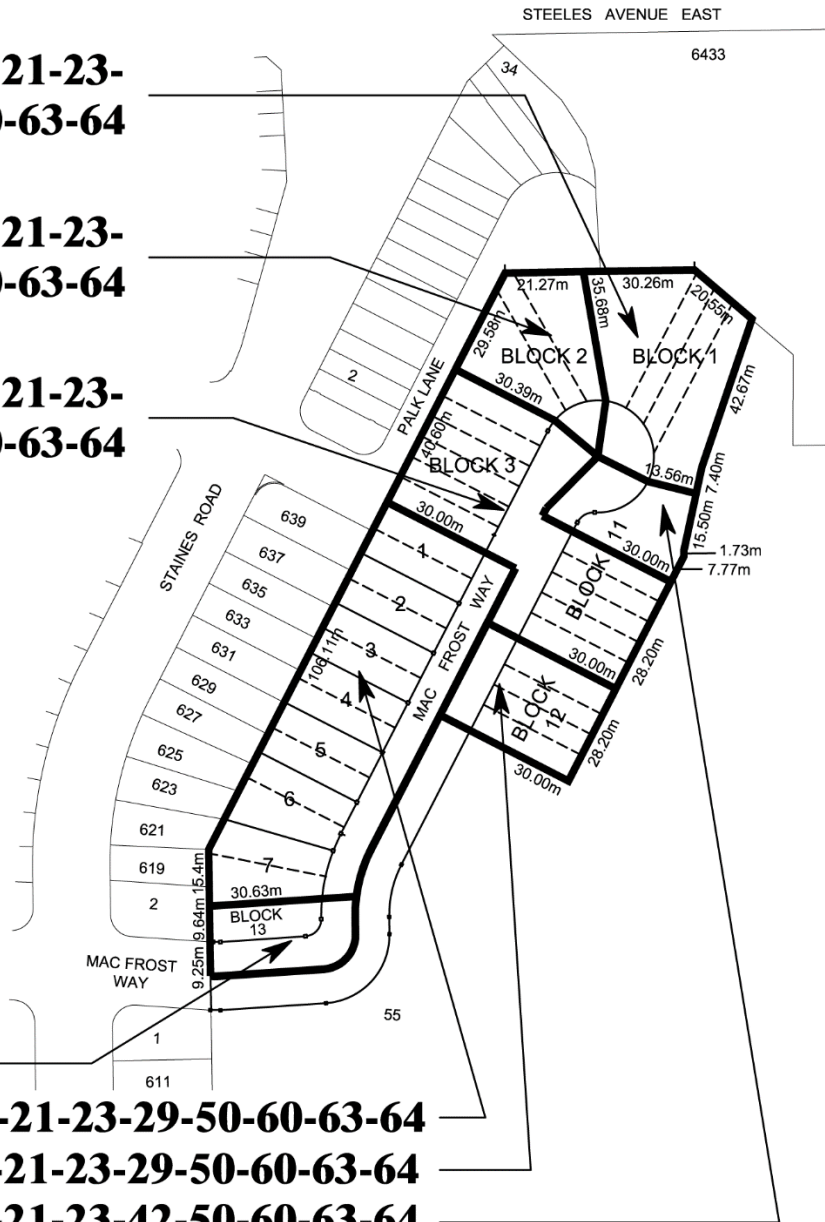 STEELES AVENUE EAST
6433
34
21-23-
-63-64
21-23-
-63-64
21.27m
35.68m
30.26m
20.55m
29.58m
BLOCK 2
BLOCK 1
42.67m
PALK LANE
2
30.39m
21-23-
-63-64
40.60m
BLOCK 3
13.56m
7.40m
15.50m
30.00m
11
BLOCK
30.00m
1.73m
7.77m
STAINES ROAD
639
637
635
633
631
629
627
625
623
621
619
2
1
2
3
4
5
6
7
106.11m
MAC FROST WAY
30.00m
28.20m
BLOCK
12
28.20m
30.00m
15.4m
30.63m
9.64m
BLOCK
13
9.25m
MAC FROST
WAY
55
1
611
-21-23-29-50-60-63-64
-21-23-29-50-60-63-64
-21-23-42-50-60-63-64